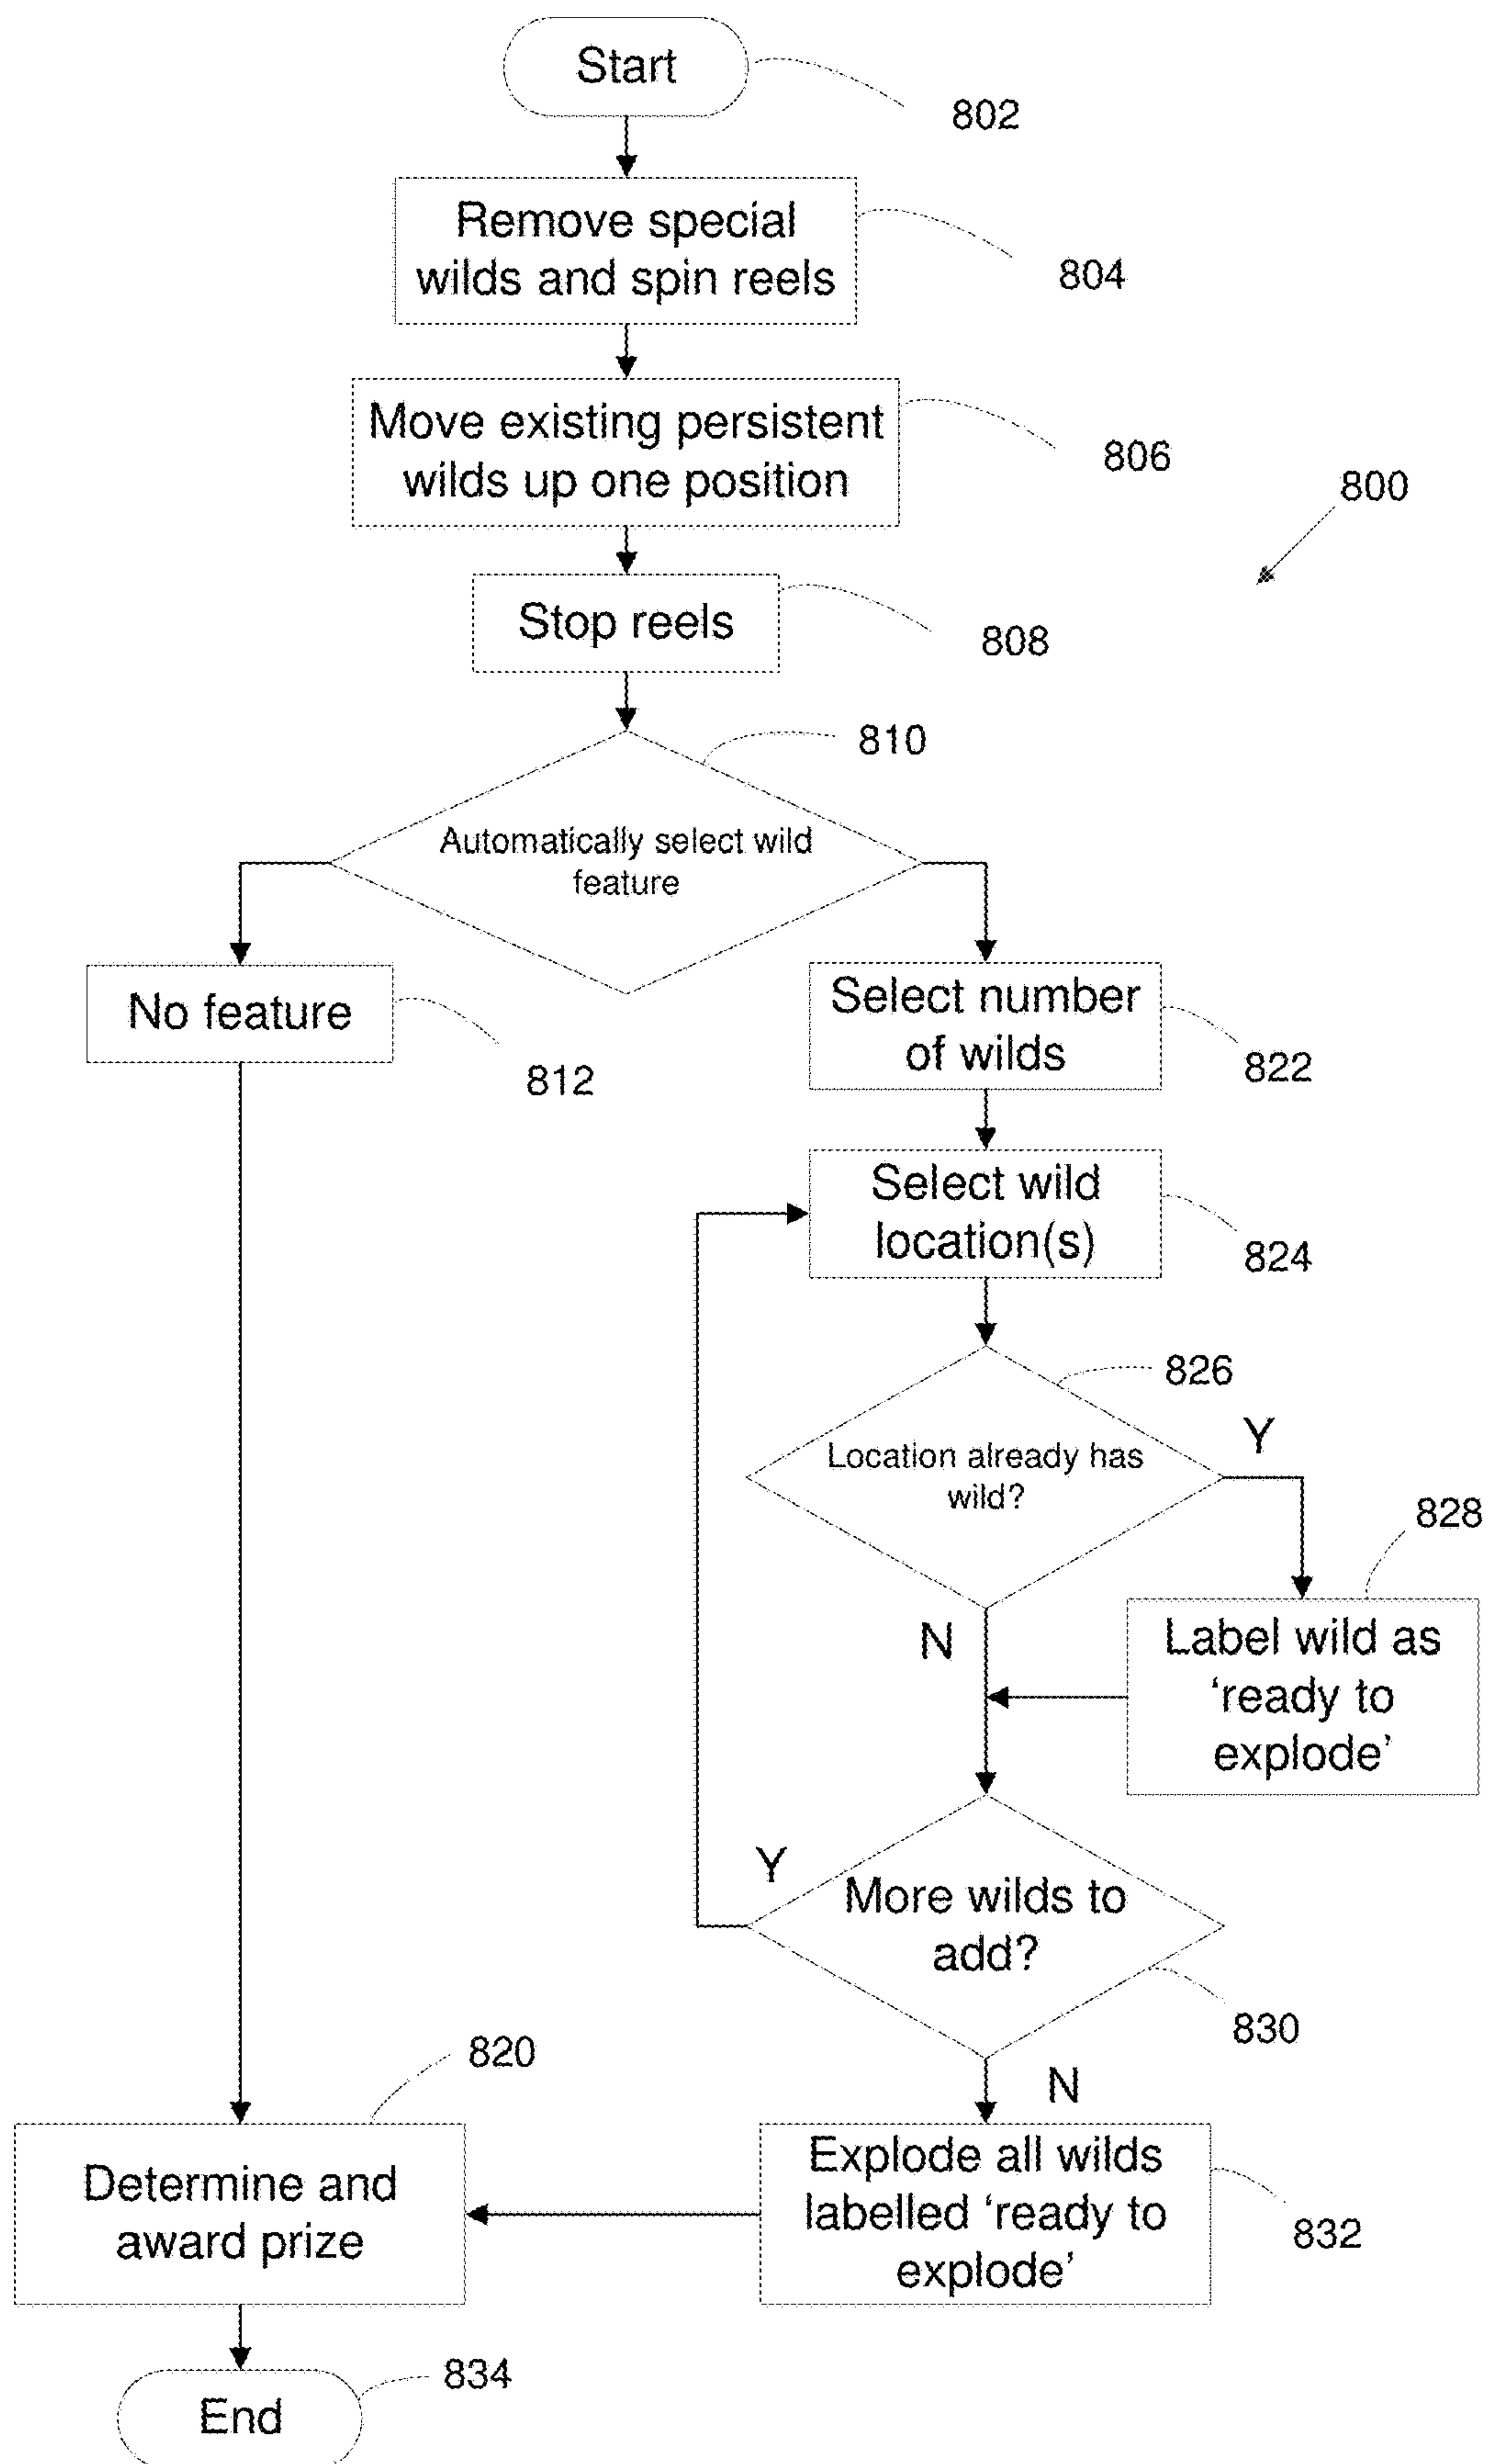 Start
802
Remove special
wilds and spin reels
804
Move existing persistent
wilds up one position
806
800
Stop reels
808
810
Automatically select wild
feature
No feature
812
Select number
of wilds
822
Select wild
location(s)
824
826
Location already has
wild?
Y
828
N
Label wild as
‘ready to
explode’
Y
More wilds to
add?
830
820
N
Determine and
award prize
Explode all wilds
labelled ‘ready to
explode’
832
834
End